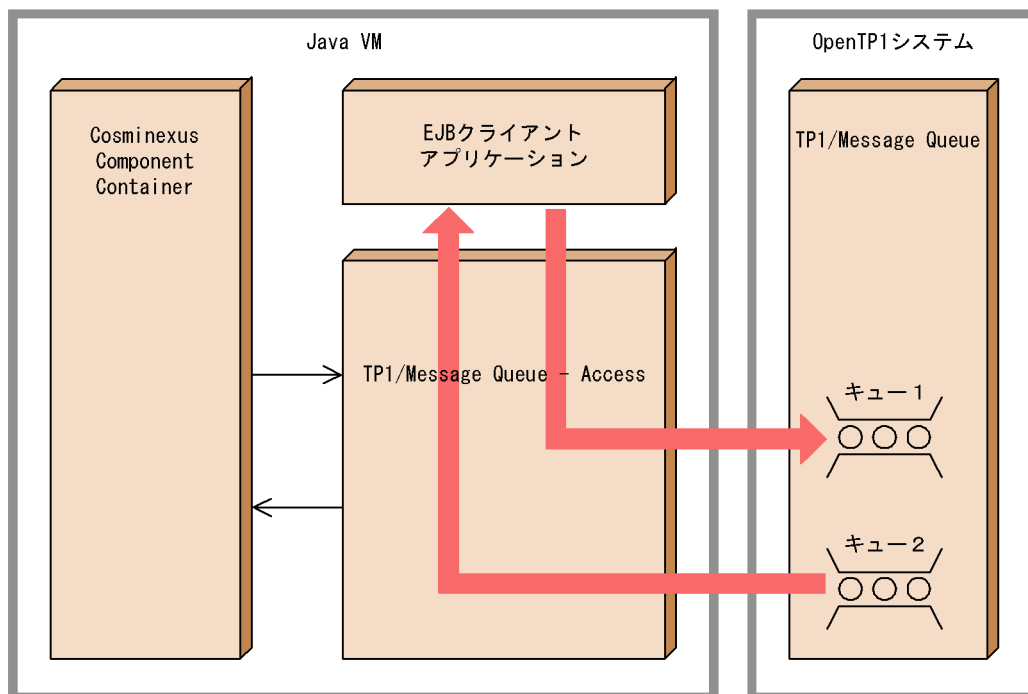 Java VM
Cosminexus
Component
Container
EJBクライアント
アプリケーション
TP1/Message Queue - Access
OpenTP1システム
TP1/Message Queue
キュー1
キュー2